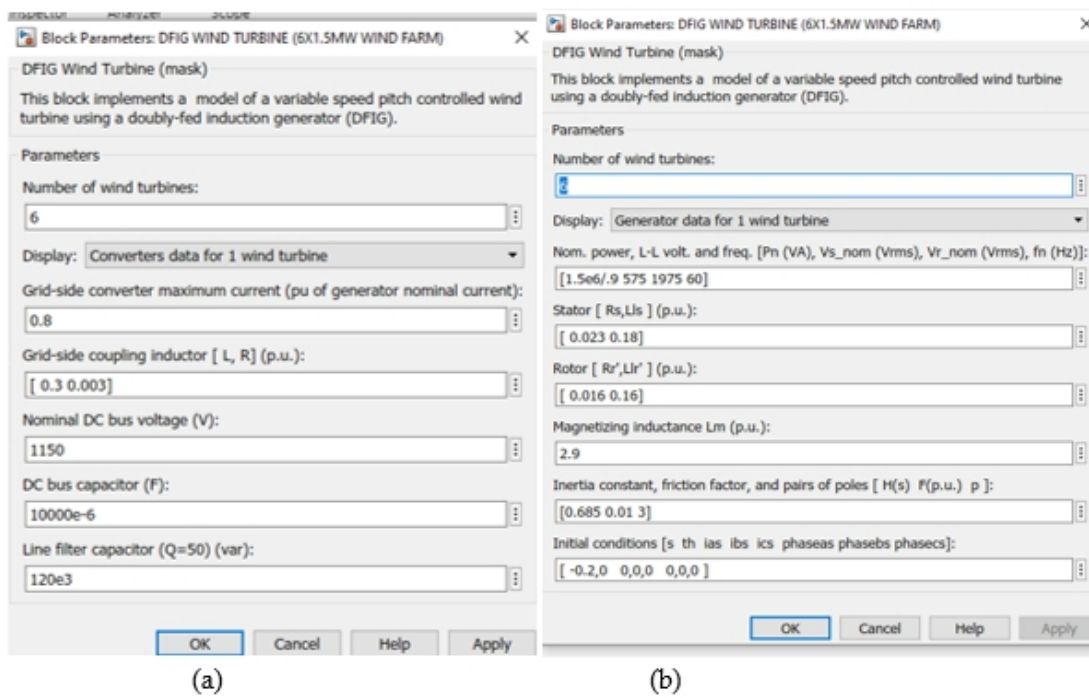 Inspector Analyzer Scope
Block Parameters: DFIG WIND TURBINE (6X1.5MW WIND FARM)
DFIG Wind Turbine (mask)
This block implements a model of a variable speed pitch controlled wind
turbine using a doubly-fed induction generator (DFIG).
Parameters
Number of wind turbines:
6
Display: Converters data for 1 wind turbine
Grid-side converter maximum current (pu of generator nominal current):
0.8
Grid-side coupling inductor [ L, R] (p.u.):
[ 0.3 0.003]
Nominal DC bus voltage (V):
1150
DC bus capacitor (F):
10000e-6
Line filter capacitor (Q=50) (var):
120e3
OK Cancel Help Apply
(a)
Block Parameters: DFIG WIND TURBINE (6X1.5MW WIND FARM)
DFIG Wind Turbine (mask)
This block implements a model of a variable speed pitch controlled wind turbine
using a doubly-fed induction generator (DFIG).
Parameters
Number of wind turbines:
6
Display: Generator data for 1 wind turbine
Nom. power, L-L volt. and freq. [Pn (VA), Vs_nom (Vrms), Vr_nom (Vrms), fn (Hz)]:
[1.5e6/.9 575 1975 60]
Stator [ Rs,Lls ] (p.u.):
[ 0.023 0.18]
Rotor [ Rr',Llr' ] (p.u.):
[ 0.016 0.16]
Magnetizing inductance Lm (p.u.):
2.9
Inertia constant, friction factor, and pairs of poles [ H(s) F(p.u.) p ]:
[0.685 0.01 3]
Initial conditions [s th ias ibs ics phaseas phasebs phasecs]:
[ -0.2,0 0,0,0 0,0,0 ]
OK Cancel Help Apply
(b)